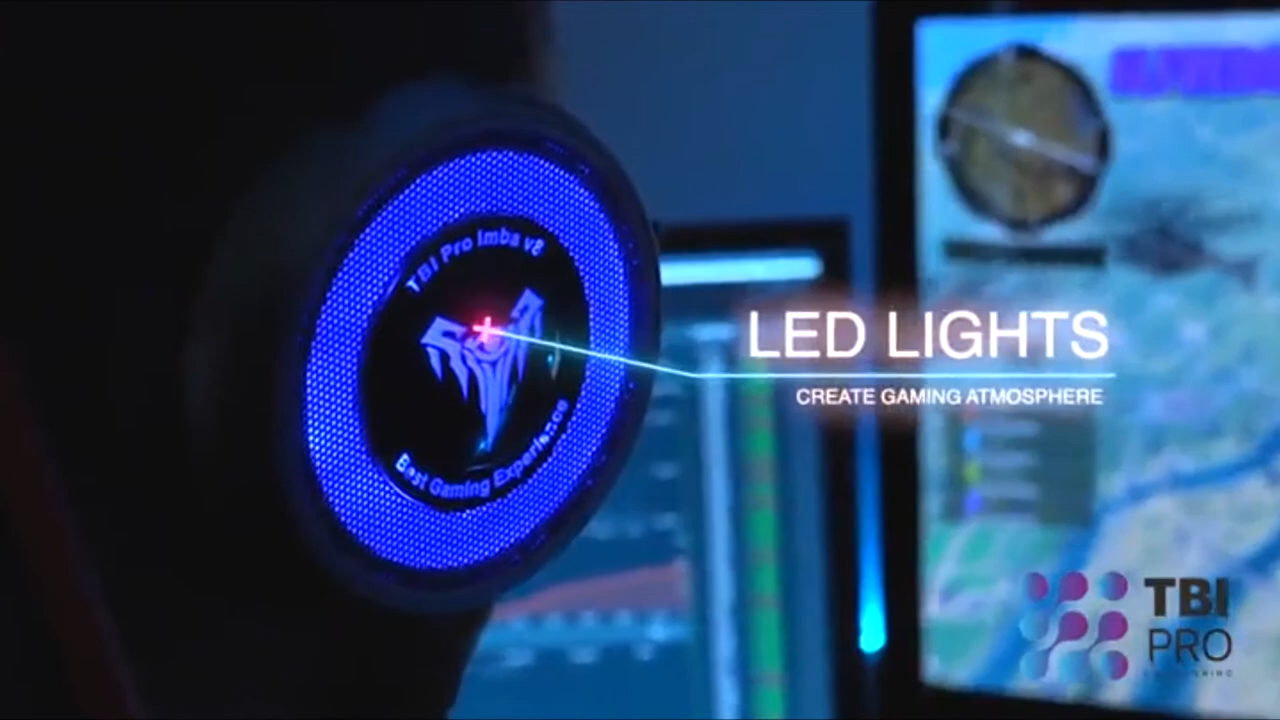 TBI Pro Imba v8
Best Gaming Experience
LED LIGHTS
CREATE GAMING ATMOSPHERE
TBI
PRO